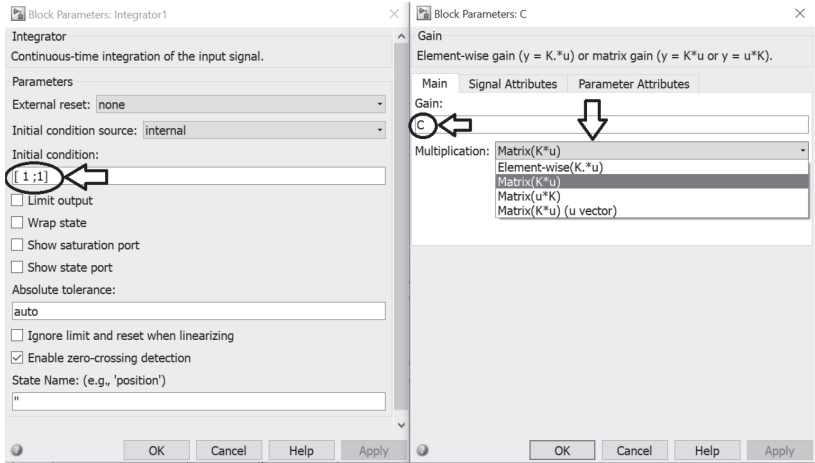 Block Parameters: Integrator1
Integrator
Continuous-time integration of the input signal.
Parameters
External reset: none
Initial condition source: internal
Initial condition:
[ 1 ;1]
Limit output
Wrap state
Show saturation port
Show state port
Absolute tolerance:
auto
Ignore limit and reset when linearizing
Enable zero-crossing detection
State Name: (e.g., 'position')
''
OK Cancel Help Apply
Block Parameters: C
Gain
Element-wise gain (y = K.*u) or matrix gain (y = K*u or y = u*K).
Main Signal Attributes Parameter Attributes
Gain:
C
Multiplication: Matrix(K*u)
Element-wise(K.*u)
Matrix(K*u)
Matrix(u*K)
Matrix(K*u) (u vector)
OK Cancel Help Apply